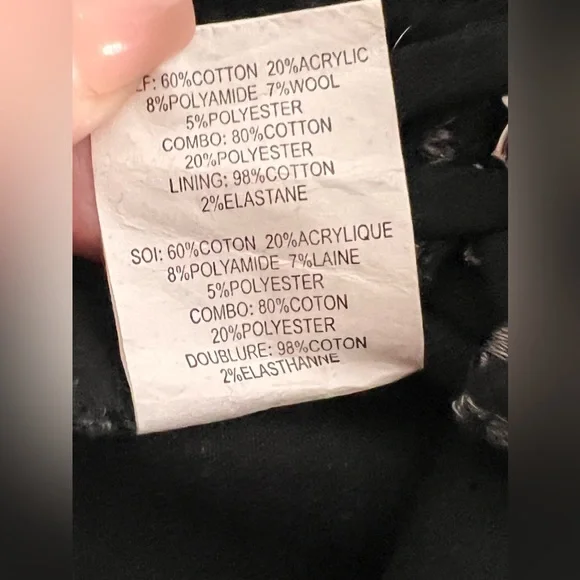 LF: 60%COTTON 20%ACRYLIC
8%POLYAMIDE 7%WOOL
5%POLYESTER
COMBO: 80%COTTON
20%POLYESTER
LINING: 98%COTTON
2%ELASTANE
SOI: 60%COTON 20%ACRYLIQUE
8%POLYAMIDE 7%LAINE
5%POLYESTER
COMBO: 80%COTON
20%POLYESTER
DOUBLURE: 98%COTON
2%ELASTHANNE